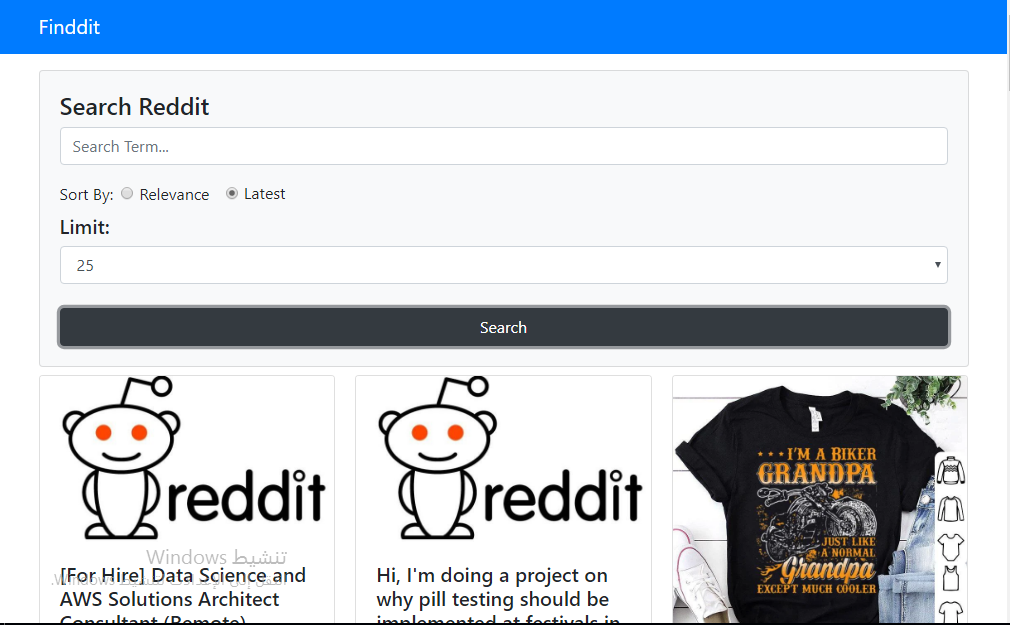 Finddit
Search Reddit
Search Term...
Sort By: Relevance Latest
Limit:
25
Search
reddit
reddit
I'M A BIKER
GRANDPA
JUST LIKE
A NORMAL
Grandpa
EXCEPT MUCH COOLER
تنشيط Windows
[For Hire] Data Science and
AWS Solutions Architect
Consultant (Remote)
Hi, I'm doing a project on
why pill testing should be
implemented at festivals in